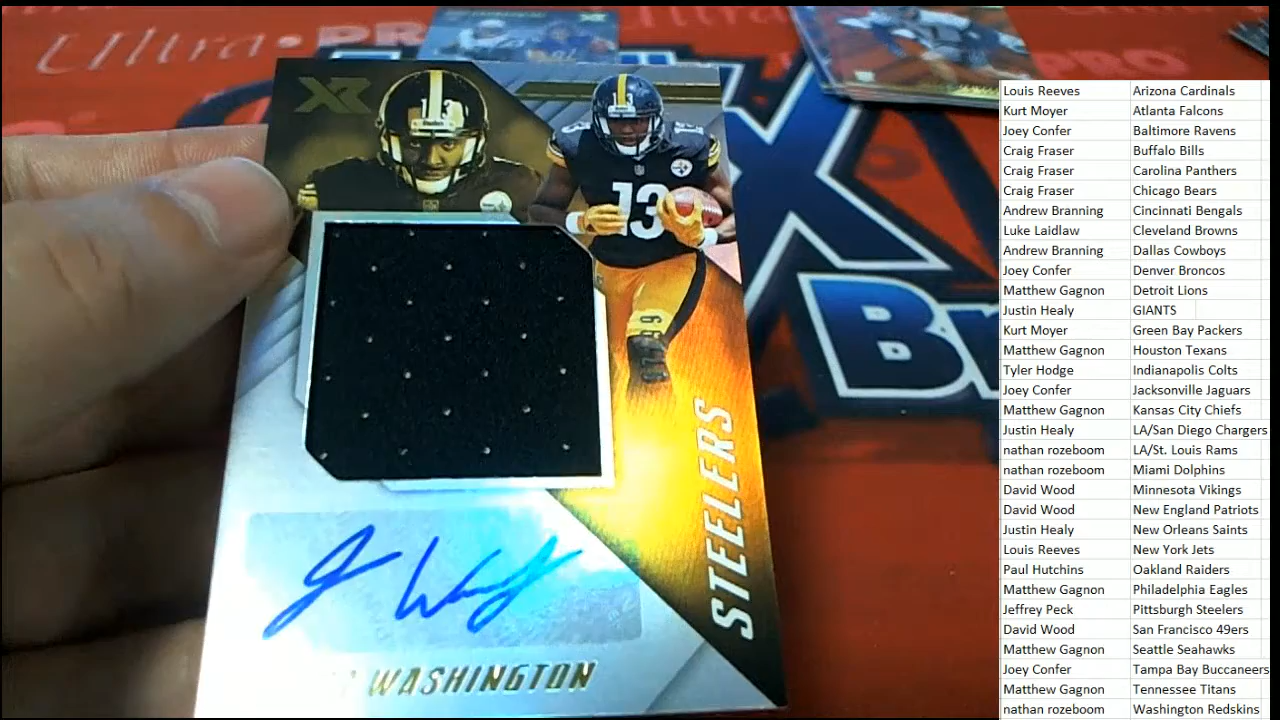 Ultra PRO
PRO
XR
13
13
13
STEELERS
WASHINGTON
Br
Louis Reeves Arizona Cardinals
Kurt Moyer Atlanta Falcons
Joey Confer Baltimore Ravens
Craig Fraser Buffalo Bills
Craig Fraser Carolina Panthers
Craig Fraser Chicago Bears
Andrew Branning Cincinnati Bengals
Luke Laidlaw Cleveland Browns
Andrew Branning Dallas Cowboys
Joey Confer Denver Broncos
Matthew Gagnon Detroit Lions
Justin Healy GIANTS
Kurt Moyer Green Bay Packers
Matthew Gagnon Houston Texans
Tyler Hodge Indianapolis Colts
Joey Confer Jacksonville Jaguars
Matthew Gagnon Kansas City Chiefs
Justin Healy LA/San Diego Chargers
nathan rozeboom LA/St. Louis Rams
nathan rozeboom Miami Dolphins
David Wood Minnesota Vikings
David Wood New England Patriots
Justin Healy New Orleans Saints
Louis Reeves New York Jets
Paul Hutchins Oakland Raiders
Matthew Gagnon Philadelphia Eagles
Jeffrey Peck Pittsburgh Steelers
David Wood San Francisco 49ers
Matthew Gagnon Seattle Seahawks
Joey Confer Tampa Bay Buccaneers
Matthew Gagnon Tennessee Titans
nathan rozeboom Washington Redskins